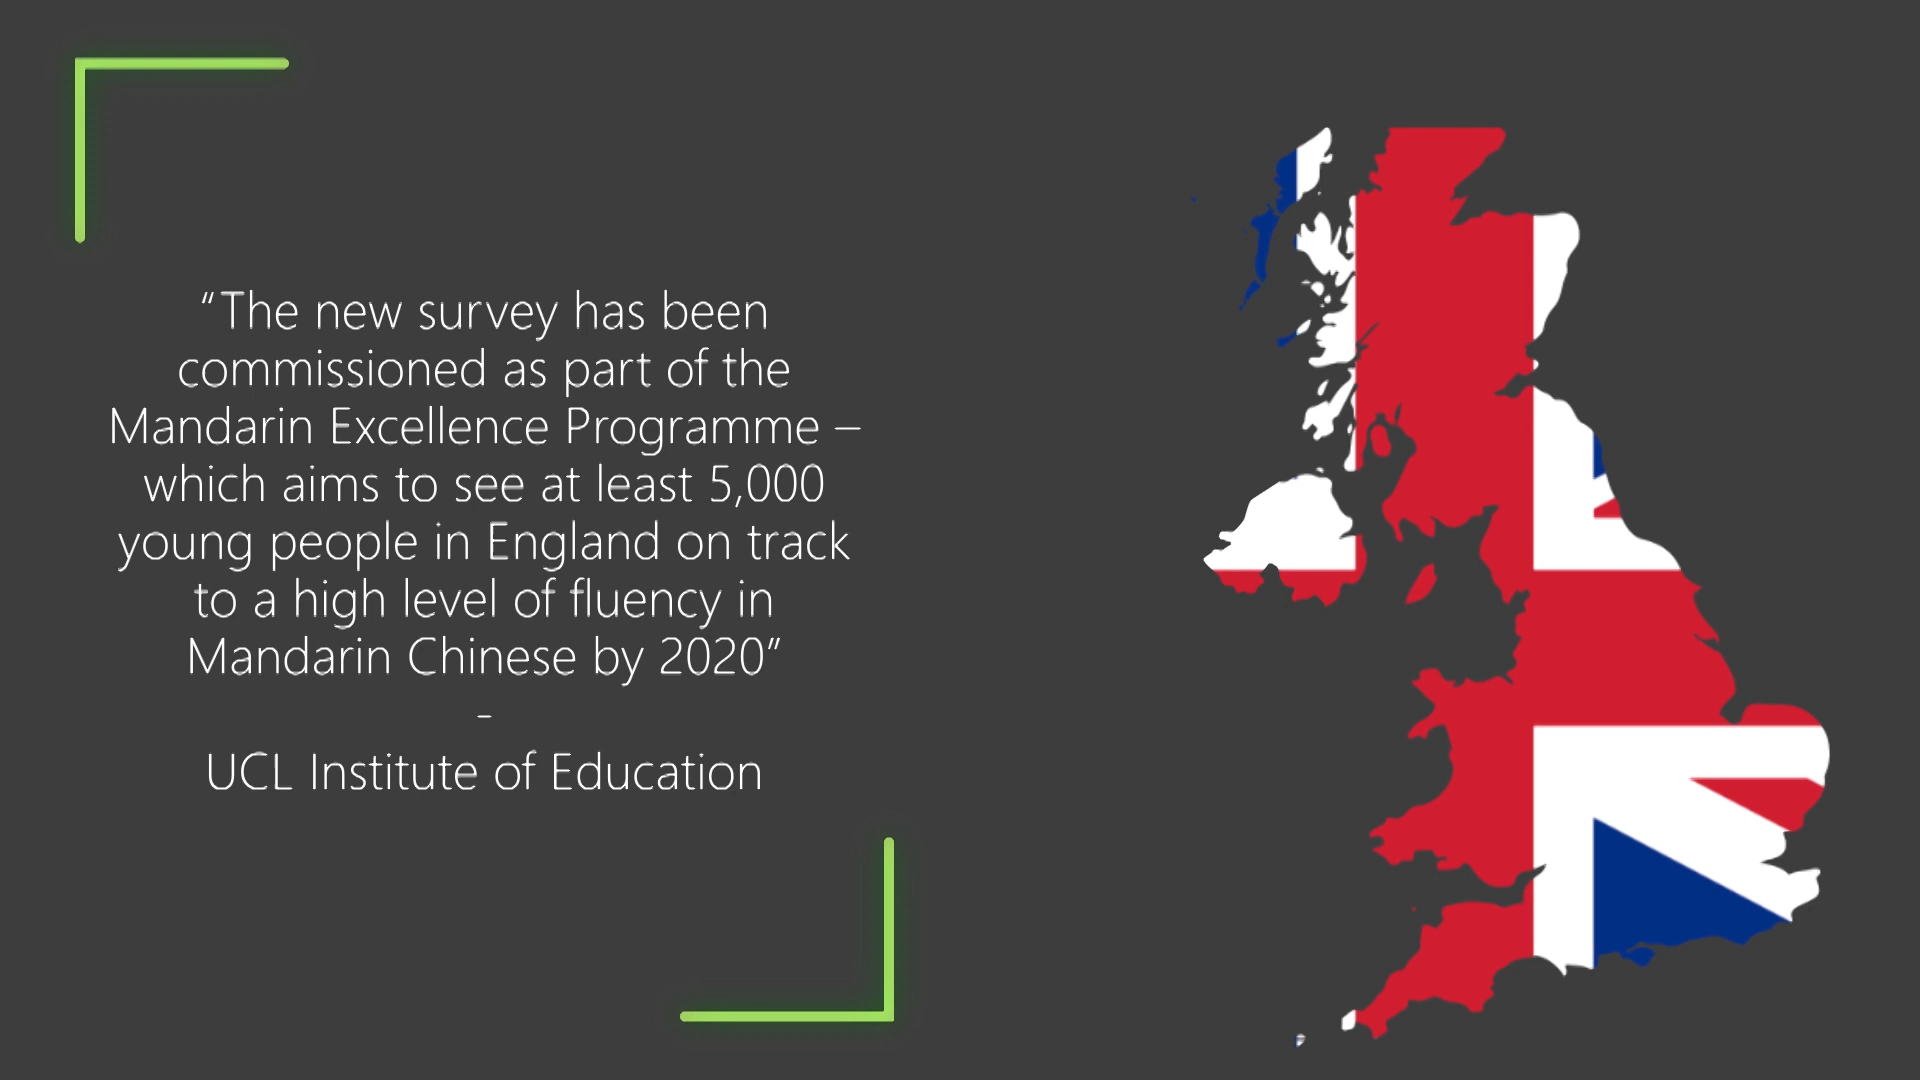 “The new survey has been
commissioned as part of the
Mandarin Excellence Programme –
which aims to see at least 5,000
young people in England on track
to a high level of fluency in
Mandarin Chinese by 2020”
-
UCL Institute of Education